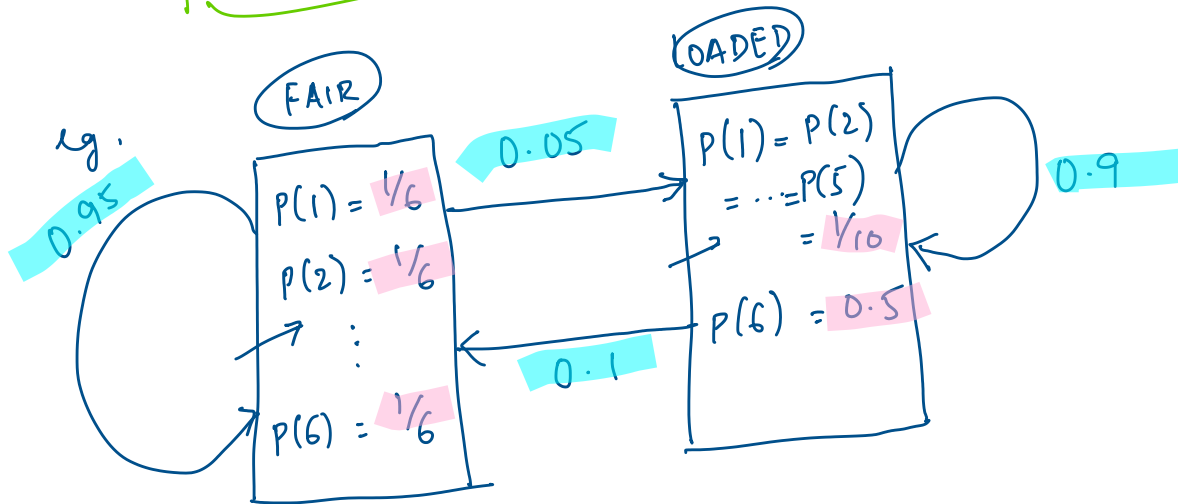 eg.
FAIR
0.95
P(1) = 1/6
P(2) = 1/6
⋮
P(6) = 1/6
0.05
0.1
LOADED
P(1) = P(2)
= ... = P(5)
= 1/10
P(6) = 0.5
0.9